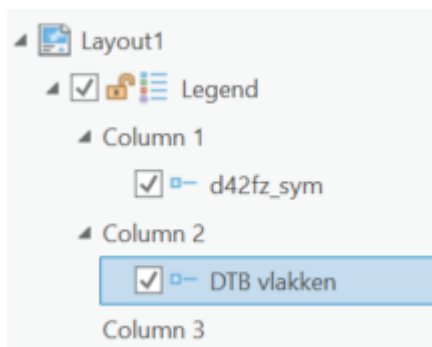 Layout1
Legend
Column 1
d42fz_sym
Column 2
DTB vlakken
Column 3